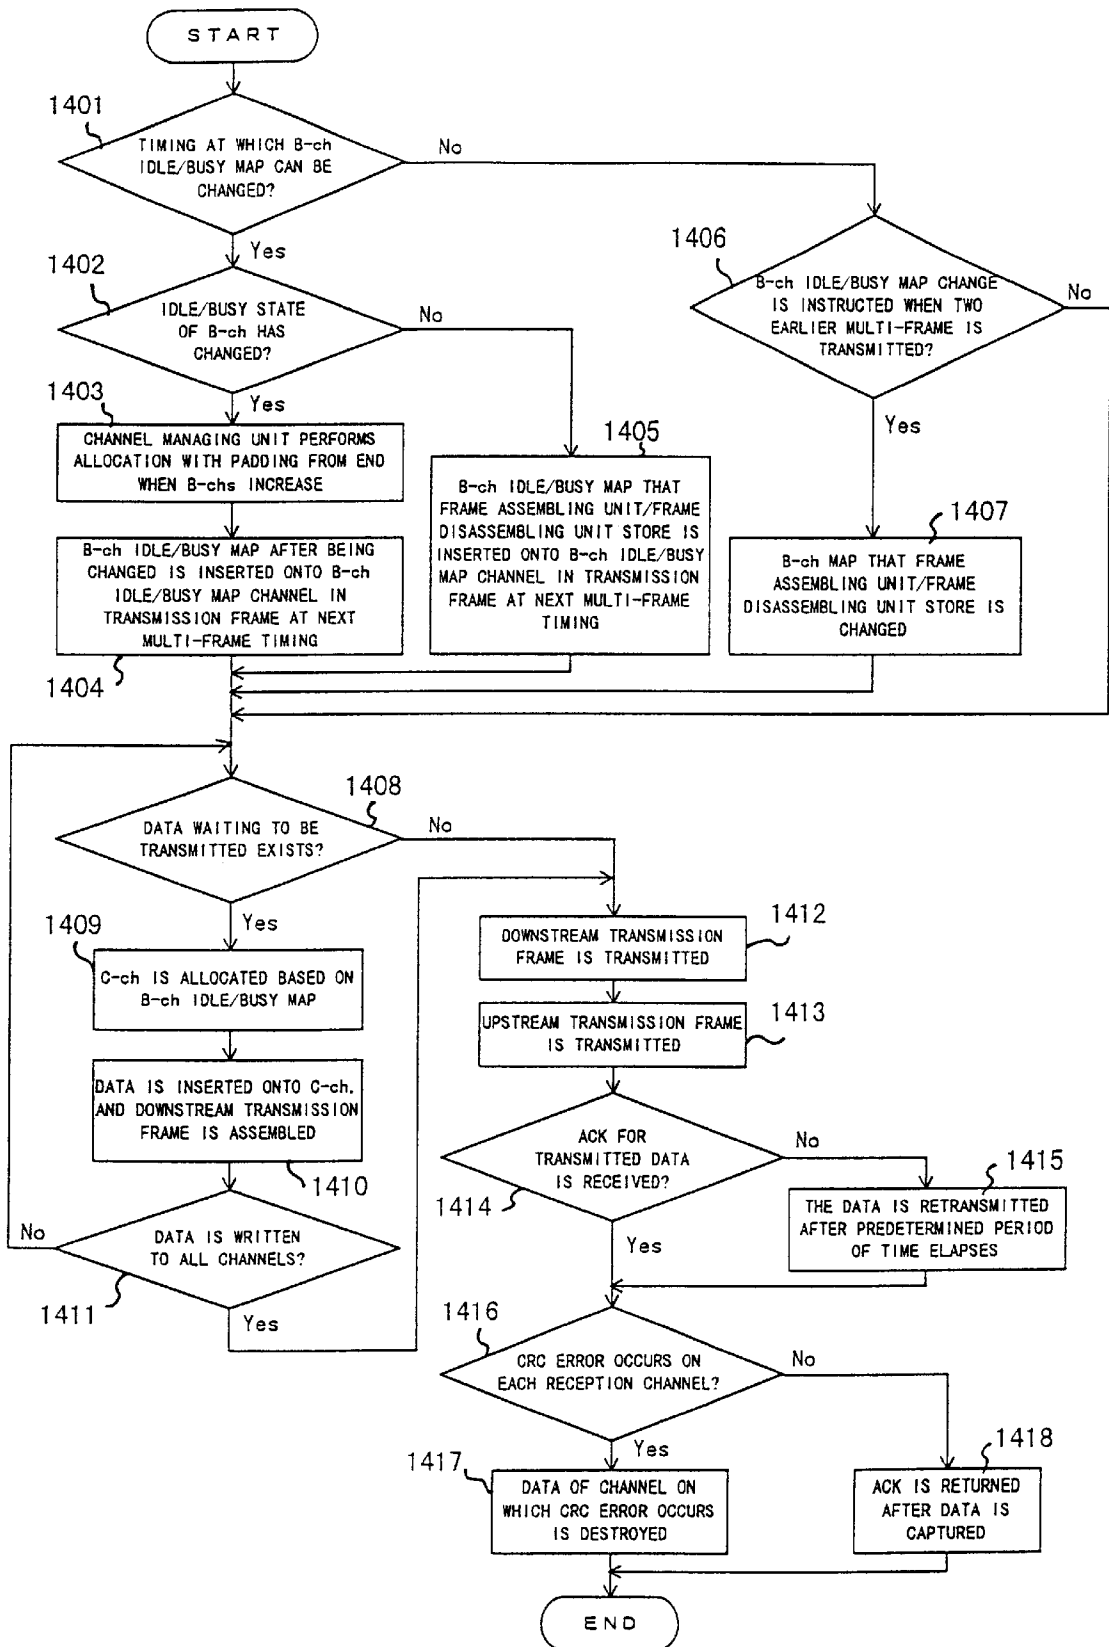 START
1401
TIMING AT WHICH B-ch
IDLE/BUSY MAP CAN BE
CHANGED?
No
Yes
1402
IDLE/BUSY STATE
OF B-ch HAS
CHANGED?
No
Yes
1406
B-ch IDLE/BUSY MAP CHANGE
IS INSTRUCTED WHEN TWO
EARLIER MULTI-FRAME IS
TRANSMITTED?
No
Yes
1403
CHANNEL MANAGING UNIT PERFORMS
ALLOCATION WITH PADDING FROM END
WHEN B-chs INCREASE
1405
B-ch IDLE/BUSY MAP THAT
FRAME ASSEMBLING UNIT/FRAME
DISASSEMBLING UNIT STORE IS
INSERTED ONTO B-ch IDLE/BUSY
MAP CHANNEL IN TRANSMISSION
FRAME AT NEXT MULTI-FRAME
TIMING
1407
B-ch MAP THAT FRAME
ASSEMBLING UNIT/FRAME
DISASSEMBLING UNIT STORE IS
CHANGED
B-ch IDLE/BUSY MAP AFTER BEING
CHANGED IS INSERTED ONTO B-ch
IDLE/BUSY MAP CHANNEL IN
TRANSMISSION FRAME AT NEXT
MULTI-FRAME TIMING
1404
1408
DATA WAITING TO BE
TRANSMITTED EXISTS?
No
Yes
1409
C-ch IS ALLOCATED BASED ON
B-ch IDLE/BUSY MAP
DATA IS INSERTED ONTO C-ch.
AND DOWNSTREAM TRANSMISSION
FRAME IS ASSEMBLED
1410
No
DATA IS WRITTEN
TO ALL CHANNELS?
1411
Yes
1412
DOWNSTREAM TRANSMISSION
FRAME IS TRANSMITTED
1413
UPSTREAM TRANSMISSION FRAME
IS TRANSMITTED
ACK FOR
TRANSMITTED DATA
IS RECEIVED?
No
1414
Yes
1415
THE DATA IS RETRANSMITTED
AFTER PREDETERMINED PERIOD
OF TIME ELAPSES
1416
CRC ERROR OCCURS ON
EACH RECEPTION CHANNEL?
No
Yes
1417
DATA OF CHANNEL ON
WHICH CRC ERROR OCCURS
IS DESTROYED
1418
ACK IS RETURNED
AFTER DATA IS
CAPTURED
END